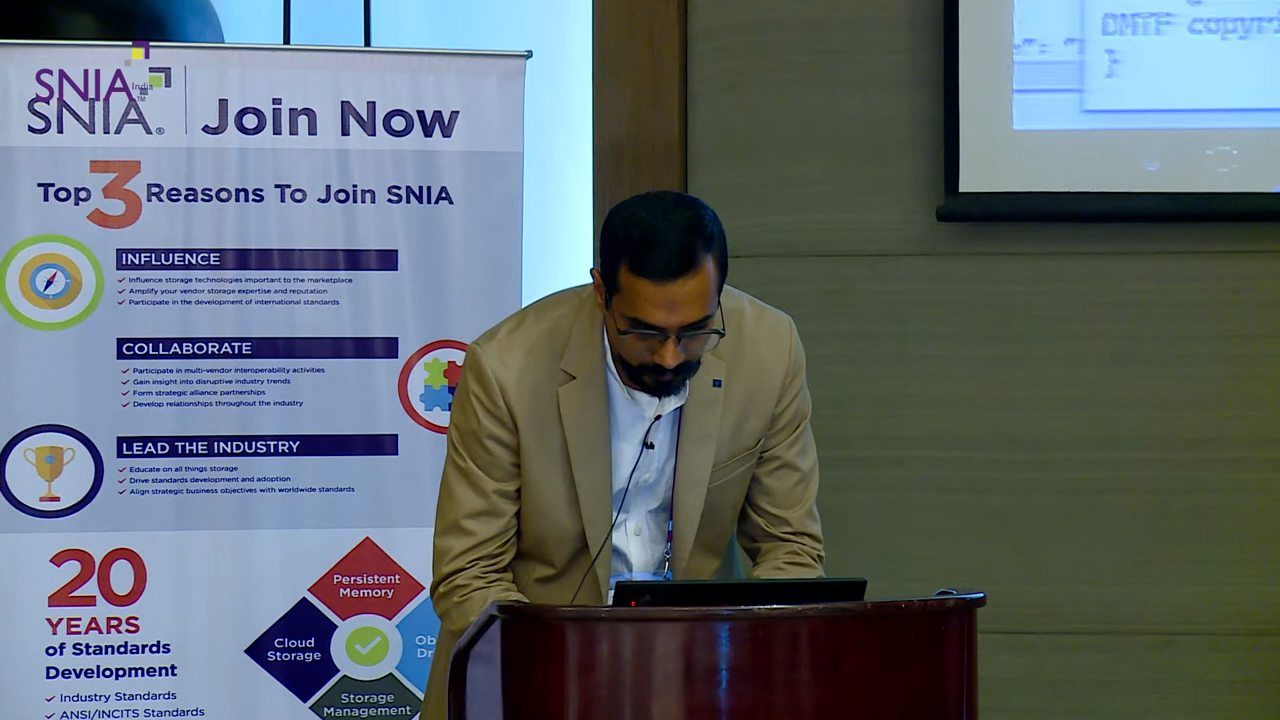 SNIA India
SNIA® | Join Now
Top 3 Reasons To Join SNIA
INFLUENCE
Influence storage technologies important to the marketplace
Amplify your vendor storage expertise and reputation
Participate in the development of international standards
COLLABORATE
Participate in multi-vendor interoperability activities
Gain insight into disruptive industry trends
Form strategic alliance partnerships
Develop relationships throughout the industry
LEAD THE INDUSTRY
Educate on all things storage
Drive standards development and adoption
Align strategic business objectives with worldwide standards
20
YEARS
of Standards
Development
Industry Standards
ANSI/INCITS Standards
Persistent
Memory
Cloud
Storage
Ob
Dr
Storage
Management
DMTF copyri
}